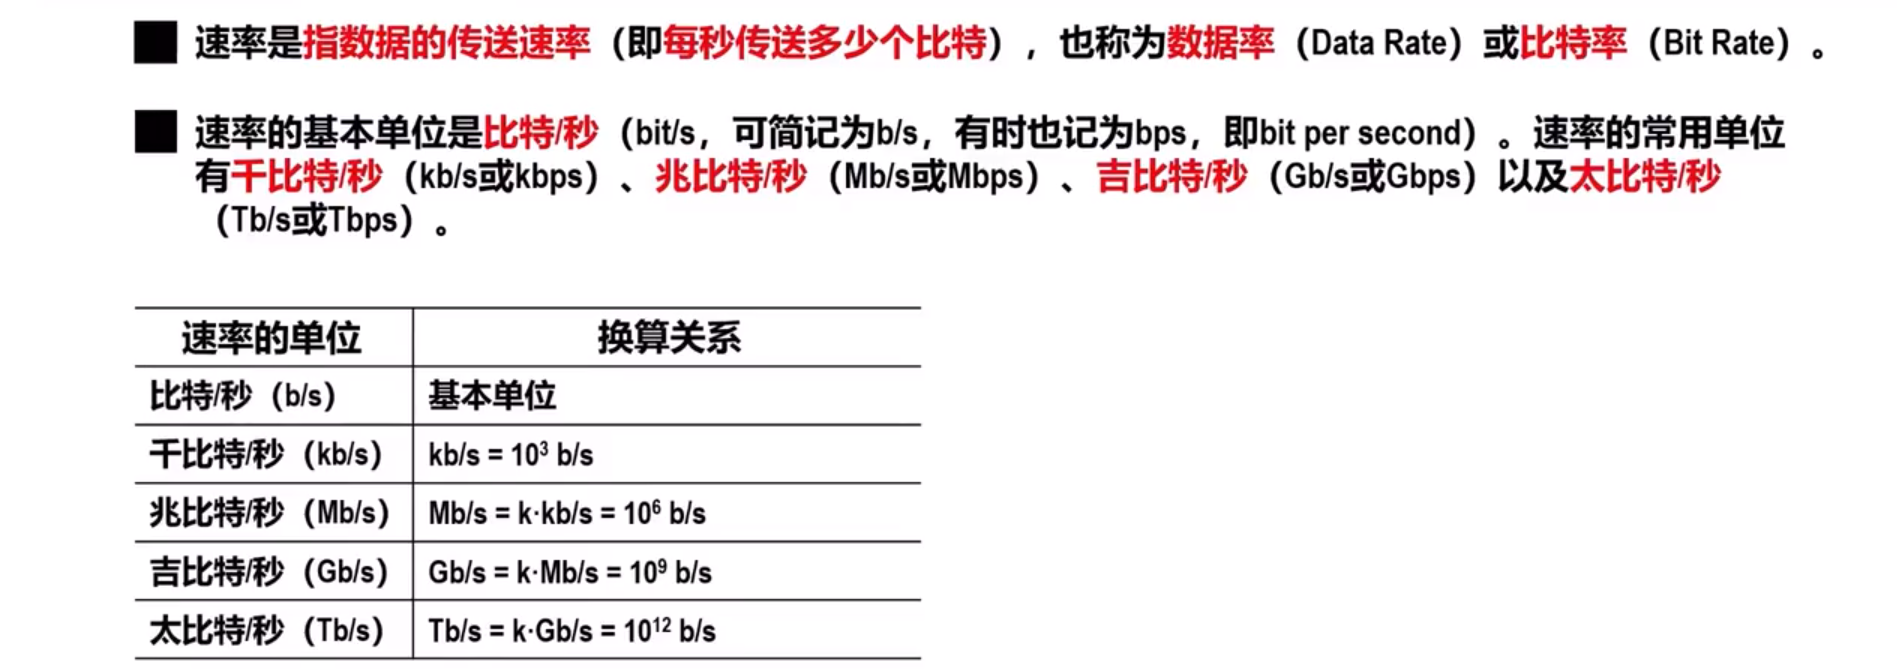 速率是指数据的传送速率（即每秒传送多少个比特），也称为数据率（Data Rate）或比特率（Bit Rate）。
速率的基本单位是比特/秒（bit/s，可简记为b/s，有时也记为bps，即bit per second）。速率的常用单位
有千比特/秒（kb/s或kbps）、兆比特/秒（Mb/s或Mbps）、吉比特/秒（Gb/s或Gbps）以及太比特/秒
（Tb/s或Tbps）。
速率的单位 换算关系
比特/秒（b/s） 基本单位
千比特/秒（kb/s） kb/s = 10³ b/s
兆比特/秒（Mb/s） Mb/s = k·kb/s = 10⁶ b/s
吉比特/秒（Gb/s） Gb/s = k·Mb/s = 10⁹ b/s
太比特/秒（Tb/s） Tb/s = k·Gb/s = 10¹² b/s